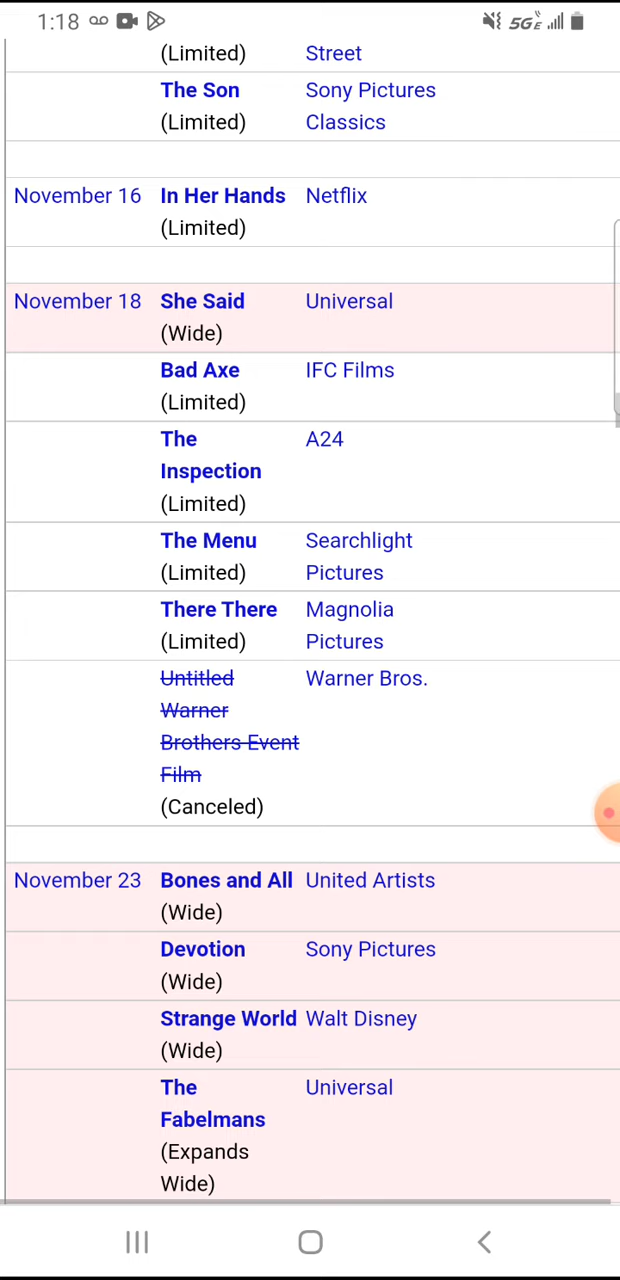 1:18
5GE
(Limited) Street
The Son Sony Pictures
(Limited) Classics
November 16 In Her Hands Netflix
(Limited)
November 18 She Said Universal
(Wide)
Bad Axe IFC Films
(Limited)
The A24
Inspection
(Limited)
The Menu Searchlight
(Limited) Pictures
There There Magnolia
(Limited) Pictures
Untitled Warner Bros.
Warner
Brothers Event
Film
(Canceled)
November 23 Bones and All United Artists
(Wide)
Devotion Sony Pictures
(Wide)
Strange World Walt Disney
(Wide)
The Universal
Fabelmans
(Expands
Wide)